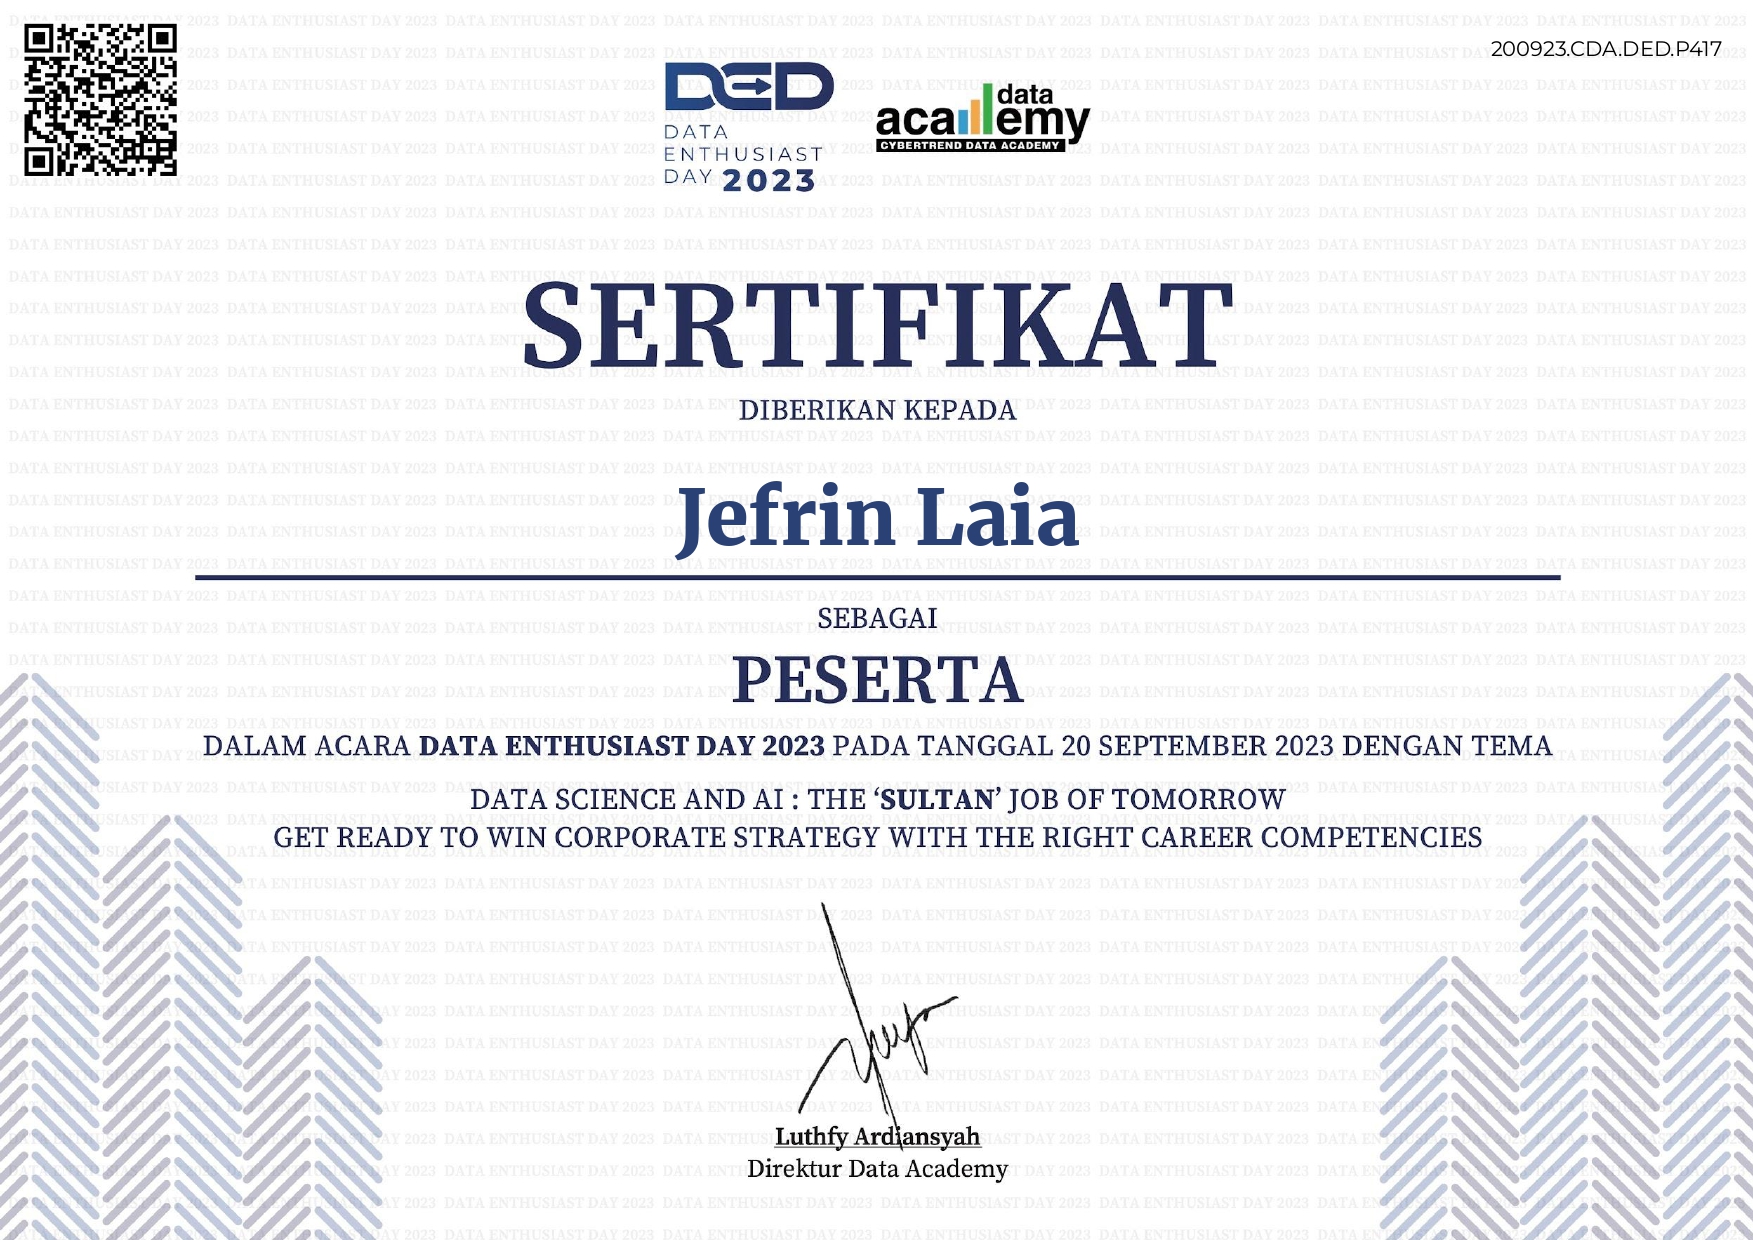 200923.CDA.DED.P417
DED
DATA
ENTHUSIAST
DAY 2023
data
academy
CYBERTREND DATA ACADEMY
SERTIFIKAT
DIBERIKAN KEPADA
Jefrin Laia
SEBAGAI
PESERTA
DALAM ACARA DATA ENTHUSIAST DAY 2023 PADA TANGGAL 20 SEPTEMBER 2023 DENGAN TEMA
DATA SCIENCE AND AI : THE ‘SULTAN’ JOB OF TOMORROW
GET READY TO WIN CORPORATE STRATEGY WITH THE RIGHT CAREER COMPETENCIES
Luthfy Ardiansyah
Direktur Data Academy